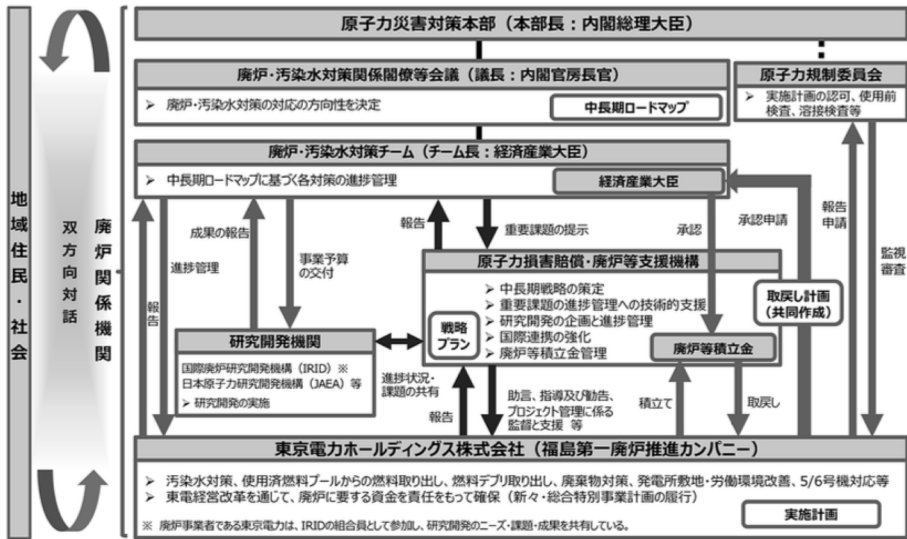 原子力災害対策本部（本部長：内閣総理大臣）
廃炉・汚染水対策関係閣僚等会議（議長：内閣官房長官）
➢ 廃炉・汚染水対策の対応の方向性を決定
中長期ロードマップ
原子力規制委員会
➢ 実施計画の認可、使用前
検査、溶接検査等
廃炉・汚染水対策チーム（チーム長：経済産業大臣）
➢ 中長期ロードマップに基づく各対策の進捗管理
経済産業大臣
地域住民・社会
双方向対話
廃炉関係機関
報告
進捗管理
成果の報告
事業予算
の交付
報告
重要課題の提示
承認
承認申請
報告
申請
監視
審査
原子力損害賠償・廃炉等支援機構
➢ 中長期戦略の策定
➢ 重要課題の進捗管理への技術的支援
➢ 研究開発の企画と進捗管理
➢ 国際連携の強化
➢ 廃炉等積立金管理
戦略
プラン
廃炉等積立金
取戻し計画
（共同作成）
研究開発機関
国際廃炉研究開発機構（IRID）※
日本原子力研究開発機構（JAEA）等
➢ 研究開発の実施
進捗状況・
課題の共有
報告
助言、指導及び勧告、
プロジェクト管理に係る
監督と支援 等
積立て
取戻し
東京電力ホールディングス株式会社（福島第一廃炉推進カンパニー）
➢ 汚染水対策、使用済燃料プールからの燃料取り出し、燃料デブリ取り出し、廃棄物対策、発電所敷地・労働環境改善、5/6号機対応等
➢ 東電経営改革を通じて、廃炉に要する資金を責任をもって確保（新々・総合特別事業計画の履行）
※ 廃炉事業者である東京電力は、IRIDの組合員として参加し、研究開発のニーズ・課題・成果を共有している。
実施計画